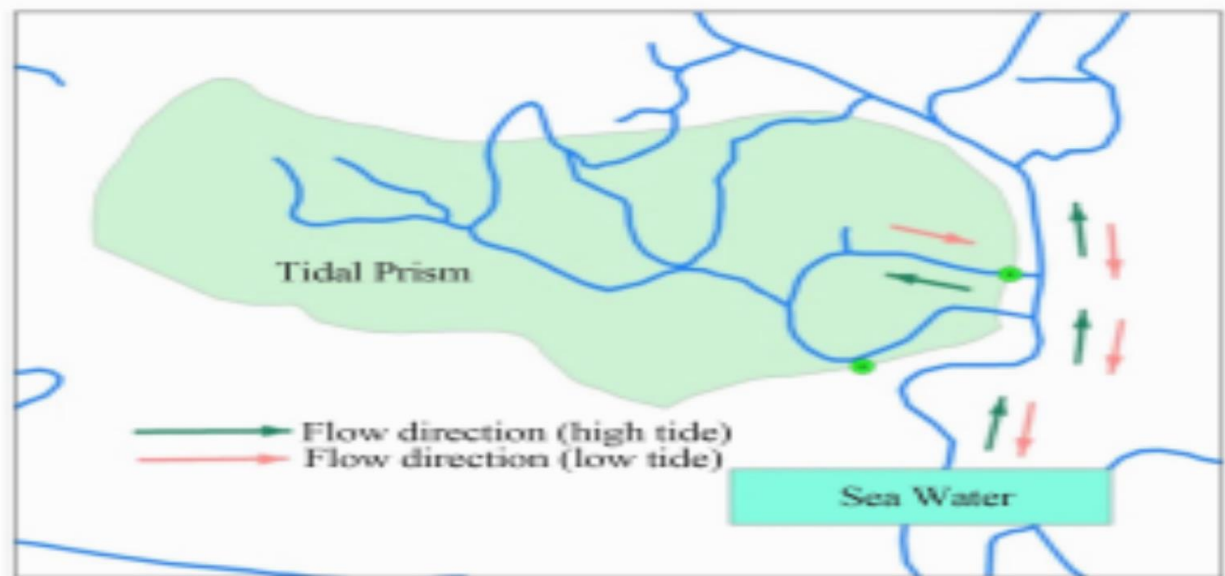 Tidal Prism
Flow direction (high tide)
Flow direction (low tide)
Sea Water